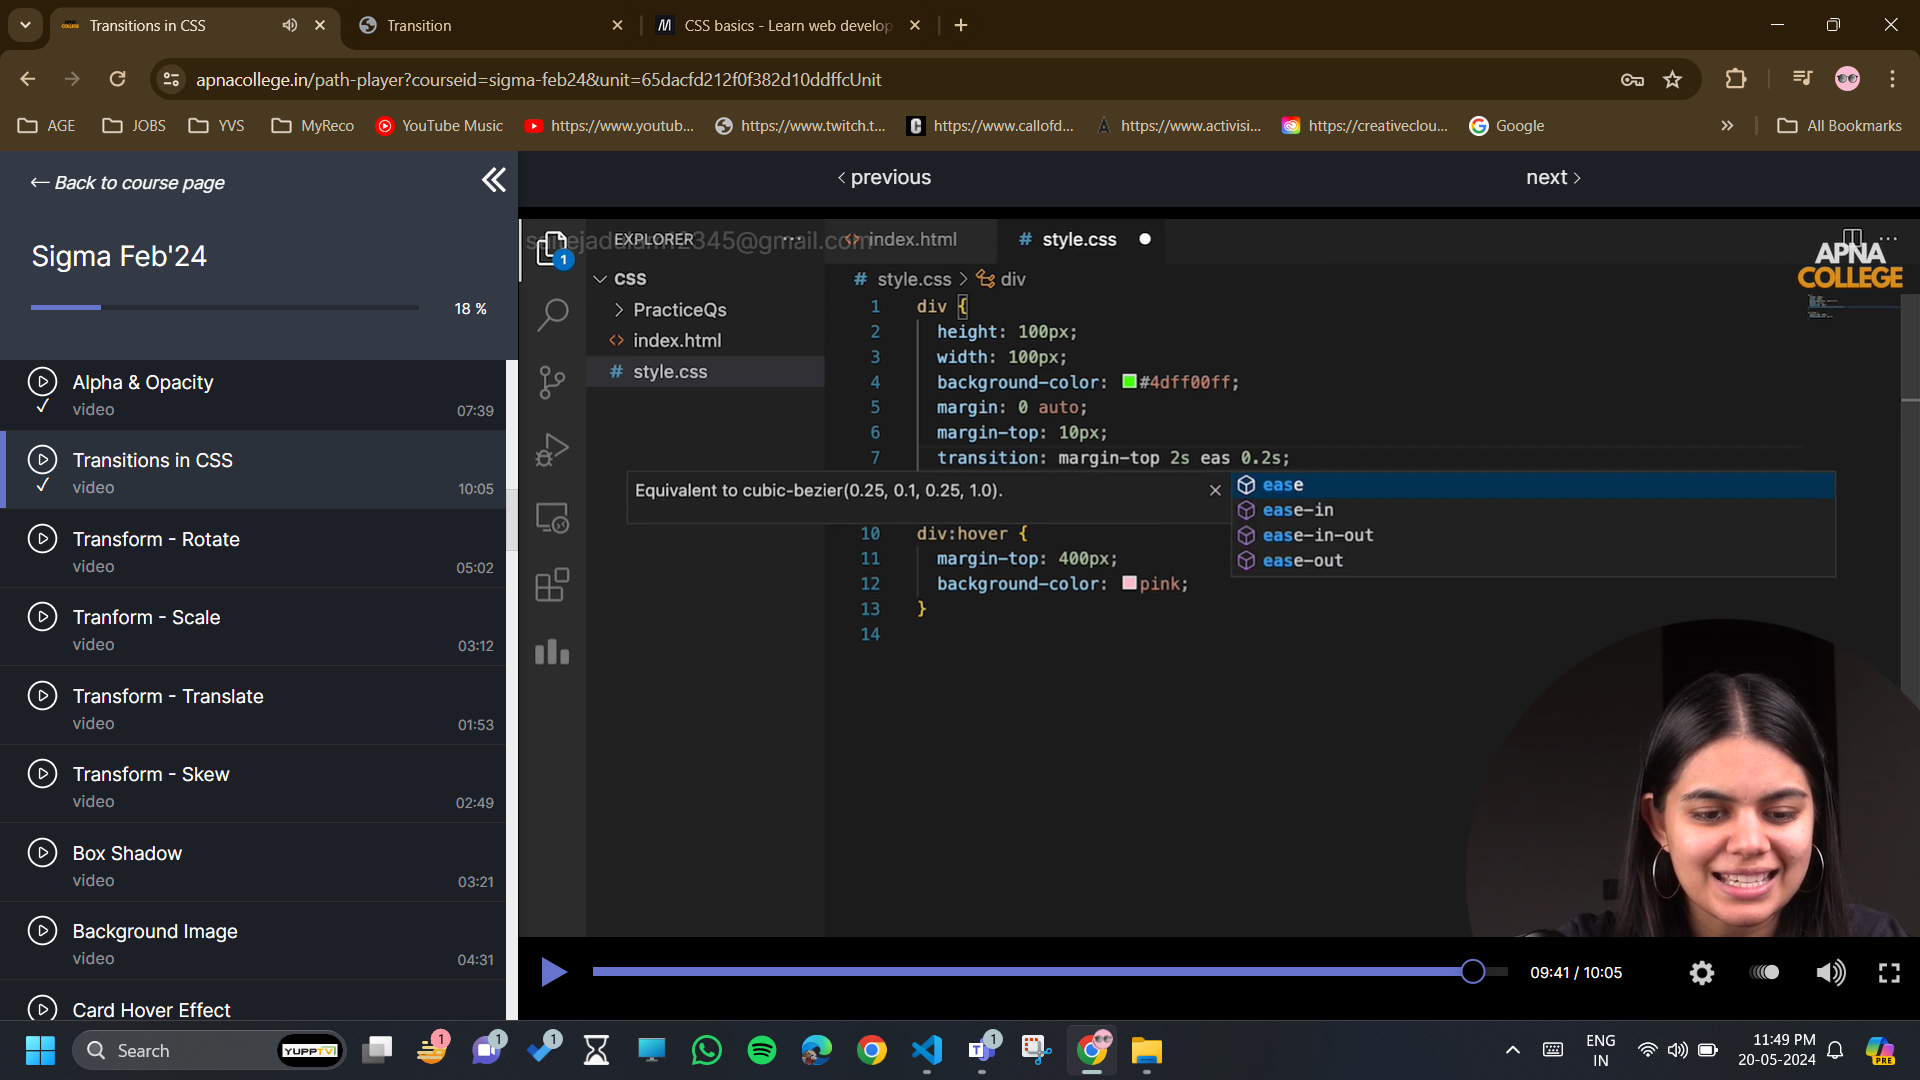 Transitions in CSS
Transition
CSS basics - Learn web develop
apnacollege.in/path-player?courseid=sigma-feb24&unit=65dacfd212f0f382d10ddffcUnit
AGE
JOBS
YVS
MyReco
YouTube Music
https://www.youtub...
https://www.twitch.t...
https://www.callofd...
https://www.activisi...
https://creativeclou...
Google
All Bookmarks
← Back to course page
Sigma Feb'24
18 %
Alpha & Opacity
video
07:39
Transitions in CSS
video
10:05
Transform - Rotate
video
05:02
Tranform - Scale
video
03:12
Transform - Translate
video
01:53
Transform - Skew
video
02:49
Box Shadow
video
03:21
Background Image
video
04:31
Card Hover Effect
‹ previous
next ›
EXPLORER
1
CSS
PracticeQs
index.html
style.css
index.html
# style.css
APNA
COLLEGE
# style.css > div
1 div {
2 height: 100px;
3 width: 100px;
4 background-color: #4dff00ff;
5 margin: 0 auto;
6 margin-top: 10px;
7 transition: margin-top 2s eas 0.2s;
Equivalent to cubic-bezier(0.25, 0.1, 0.25, 1.0).
ease
ease-in
ease-in-out
ease-out
10 div:hover {
11 margin-top: 400px;
12 background-color: pink;
13 }
14
09:41 / 10:05
Search
YUPPTV
1
1
1
1
ENG
IN
11:49 PM
20-05-2024
PRE